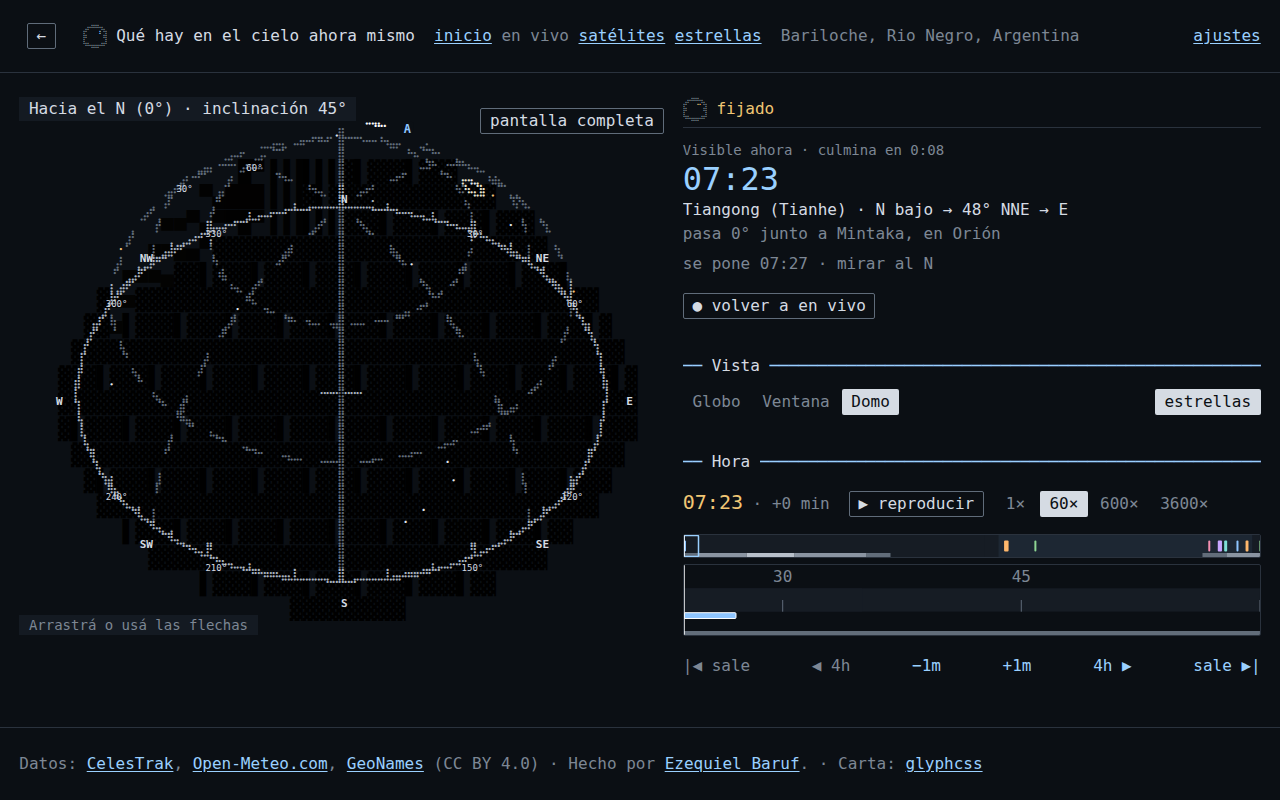 ← Qué hay en el cielo ahora mismo inicio en vivo satélites estrellas Bariloche, Rio Negro, Argentina ajustes
Hacia el N (0°) · inclinación 45°
pantalla completa
A
60°
30°
N
330°
30°
NW
NE
300°
60°
W
E
240°
120°
SW
SE
210°
150°
S
Arrastrá o usá las flechas
fijado
Visible ahora · culmina en 0:08
07:23
Tiangong (Tianhe) · N bajo → 48° NNE → E
pasa 0° junto a Mintaka, en Orión
se pone 07:27 · mirar al N
● volver a en vivo
Vista
Globo Ventana Domo estrellas
Hora
07:23 · +0 min ▶ reproducir 1× 60× 600× 3600×
30 45
|◀ sale ◀ 4h −1m +1m 4h ▶ sale ▶|
Datos: CelesTrak, Open-Meteo.com, GeoNames (CC BY 4.0) · Hecho por Ezequiel Baruf. · Carta: glyphcss